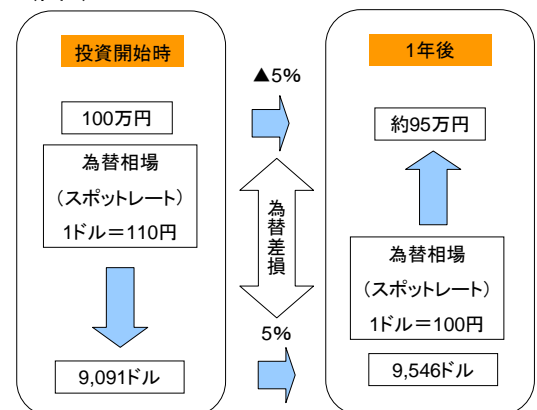 投資開始時
100万円
為替相場
（スポットレート）
1ドル＝110円
9,091ドル
▲5%
為替差損
5%
1年後
約95万円
為替相場
（スポットレート）
1ドル＝100円
9,546ドル